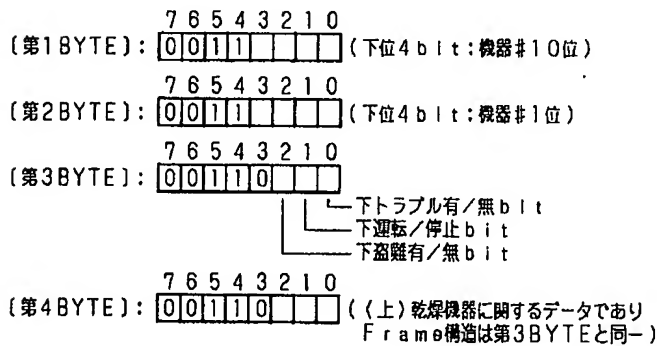 7 6 5 4 3 2 1 0
〔第1BYTE〕: 0 0 1 1 (下位4bit:機器#10位)
7 6 5 4 3 2 1 0
〔第2BYTE〕: 0 0 1 1 (下位4bit:機器#1位)
7 6 5 4 3 2 1 0
〔第3BYTE〕: 0 0 1 1 0
下トラブル有/無bit
下運転/停止bit
下盗難有/無bit
7 6 5 4 3 2 1 0
〔第4BYTE〕: 0 0 1 1 0 ((上)乾燥機器に関するデータであり
Frame構造は第3BYTEと同一)